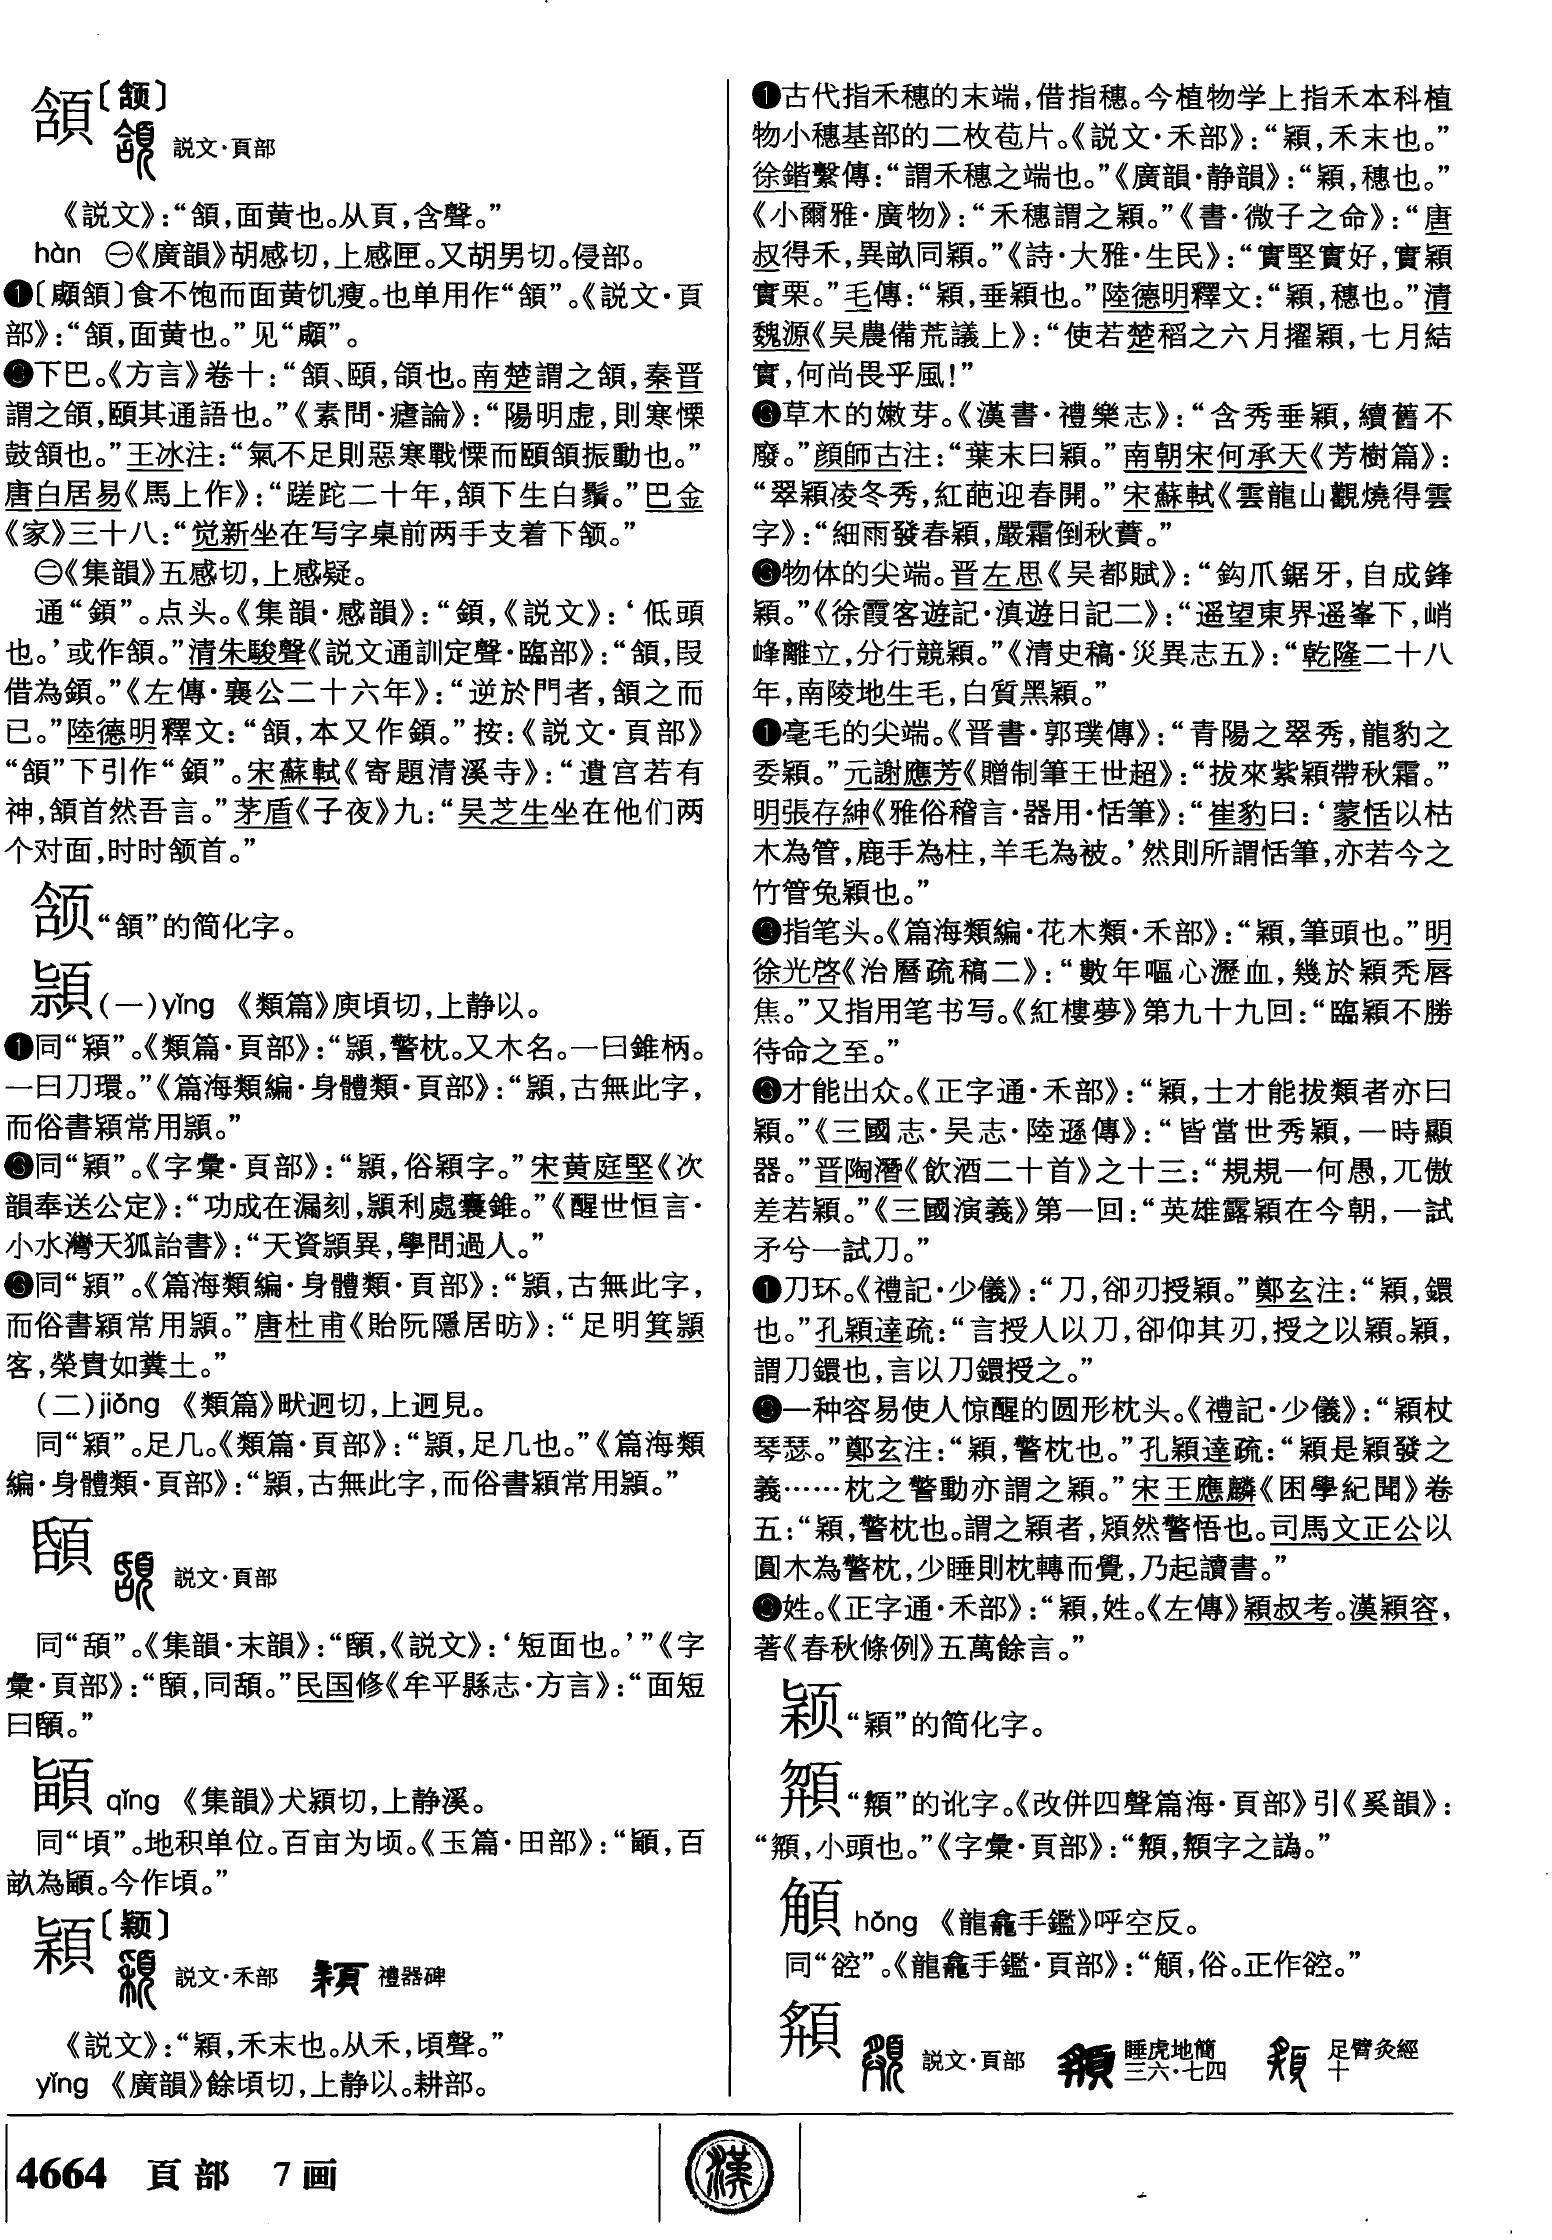 頷〔颔〕
説文·頁部
《説文》：“頷，面黄也。从頁，含聲。”
hàn ㊀《廣韻》胡感切，上感匣。又胡男切。侵部。
❶〔顑頷〕食不饱而面黄饥瘦。也单用作“頷”。《説文·頁
部》：“頷，面黄也。”见“顑”。
❷下巴。《方言》卷十：“頷、頤，頜也。南楚謂之頷，秦晋
謂之頜，頤其通語也。”《素問·瘧論》：“陽明虚，則寒慄
鼓頷也。”王冰注：“氣不足則惡寒戰慄而頤頷振動也。”
唐白居易《馬上作》：“蹉跎二十年，頷下生白鬚。”巴金
《家》三十八：“觉新坐在写字桌前两手支着下颔。”
㊁《集韻》五感切，上感疑。
通“顉”。点头。《集韻·感韻》：“顉，《説文》：‘低頭
也。’或作頷。”清朱駿聲《説文通訓定聲·臨部》：“頷，叚
借為顉。”《左傳·襄公二十六年》：“逆於門者，頷之而
已。”陸德明釋文：“頷，本又作顉。”按：《説文·頁部》
“頷”下引作“顉”。宋蘇軾《寄題清溪寺》：“遺宫若有
神，頷首然吾言。”茅盾《子夜》九：“吴芝生坐在他们两
个对面，时时颔首。”
颔“頷”的简化字。
頴(一)yǐng 《類篇》庾頃切，上静以。
❶同“穎”。《類篇·頁部》：“頴，警枕。又木名。一曰錐柄。
一曰刀環。”《篇海類編·身體類·頁部》：“頴，古無此字，
而俗書穎常用頴。”
❷同“穎”。《字彙·頁部》：“頴，俗穎字。”宋黄庭堅《次
韻奉送公定》：“功成在漏刻，頴利處囊錐。”《醒世恒言·
小水灣天狐詒書》：“天資頴異，學問過人。”
❸同“潁”。《篇海類編·身體類·頁部》：“頴，古無此字，
而俗書穎常用頴。”唐杜甫《貽阮隱居昉》：“足明箕頴
客，榮貴如糞土。”
(二)jiǒng 《類篇》畎迥切，上迥見。
同“熲”。足几。《類篇·頁部》：“頴，足几也。”《篇海類
編·身體類·頁部》：“頴，古無此字，而俗書穎常用頴。”
説文·頁部
同“頢”。《集韻·末韻》：“䫔，《説文》：‘短面也。’”《字
彙·頁部》：“䫔，同頢。”民国修《牟平縣志·方言》：“面短
曰䫔。”
qǐng 《集韻》犬潁切，上静溪。
同“頃”。地积单位。百亩为顷。《玉篇·田部》：“，百
畝為。今作頃。”
穎〔颖〕
説文·禾部 禮器碑
《説文》：“穎，禾末也。从禾，頃聲。”
yǐng 《廣韻》餘頃切，上静以。耕部。
❶古代指禾穗的末端，借指穗。今植物学上指禾本科植
物小穗基部的二枚苞片。《説文·禾部》：“穎，禾末也。”
徐鍇繫傳：“謂禾穗之端也。”《廣韻·静韻》：“穎，穗也。”
《小爾雅·廣物》：“禾穗謂之穎。”《書·微子之命》：“唐
叔得禾，異畝同穎。”《詩·大雅·生民》：“實堅實好，實穎
實栗。”毛傳：“穎，垂穎也。”陸德明釋文：“穎，穗也。”清
魏源《吴農備荒議上》：“使若楚稻之六月擢穎，七月結
實，何尚畏乎風！”
❷草木的嫩芽。《漢書·禮樂志》：“含秀垂穎，續舊不
廢。”顔師古注：“葉末曰穎。”南朝宋何承天《芳樹篇》：
“翠穎凌冬秀，紅葩迎春開。”宋蘇軾《雲龍山觀燒得雲
字》：“細雨發春穎，嚴霜倒秋蕡。”
❸物体的尖端。晋左思《吴都賦》：“鈎爪鋸牙，自成鋒
穎。”《徐霞客遊記·滇遊日記二》：“遥望東界遥峯下，峭
峰離立，分行競穎。”《清史稿·災異志五》：“乾隆二十八
年，南陵地生毛，白質黑穎。”
❹毫毛的尖端。《晋書·郭璞傳》：“青陽之翠秀，龍豹之
委穎。”元謝應芳《贈制筆王世超》：“拔來紫穎帶秋霜。”
明張存紳《雅俗稽言·器用·恬筆》：“崔豹曰：‘蒙恬以枯
木為管，鹿手為柱，羊毛為被。’然則所謂恬筆，亦若今之
竹管兔穎也。”
❺指笔头。《篇海類編·花木類·禾部》：“穎，筆頭也。”明
徐光啓《治曆疏稿二》：“數年嘔心瀝血，幾於穎秃唇
焦。”又指用笔书写。《紅樓夢》第九十九回：“臨穎不勝
待命之至。”
❻才能出众。《正字通·禾部》：“穎，士才能拔類者亦曰
穎。”《三國志·吴志·陸遜傳》：“皆當世秀穎，一時顯
器。”晋陶潛《飲酒二十首》之十三：“規規一何愚，兀傲
差若穎。”《三國演義》第一回：“英雄露穎在今朝，一試
矛兮一試刀。”
❼刀环。《禮記·少儀》：“刀，卻刃授穎。”鄭玄注：“穎，鐶
也。”孔穎達疏：“言授人以刀，卻仰其刃，授之以穎。穎，
謂刀鐶也，言以刀鐶授之。”
❽一种容易使人惊醒的圆形枕头。《禮記·少儀》：“穎杖
琴瑟。”鄭玄注：“穎，警枕也。”孔穎達疏：“穎是穎發之
義……枕之警動亦謂之穎。”宋王應麟《困學紀聞》卷
五：“穎，警枕也。謂之穎者，熲然警悟也。司馬文正公以
圓木為警枕，少睡則枕轉而覺，乃起讀書。”
❾姓。《正字通·禾部》：“穎，姓。《左傳》穎叔考。漢穎容，
著《春秋條例》五萬餘言。”
颖“穎”的简化字。
“頮”的讹字。《改併四聲篇海·頁部》引《奚韻》：
“，小頭也。”《字彙·頁部》：“，字之譌。”
hǒng 《龍龕手鑑》呼空反。
同“谾”。《龍龕手鑑·頁部》：“，俗。正作谾。”
説文·頁部 睡虎地簡三六·七四 足臂灸經十
4664 頁部 7画
漢